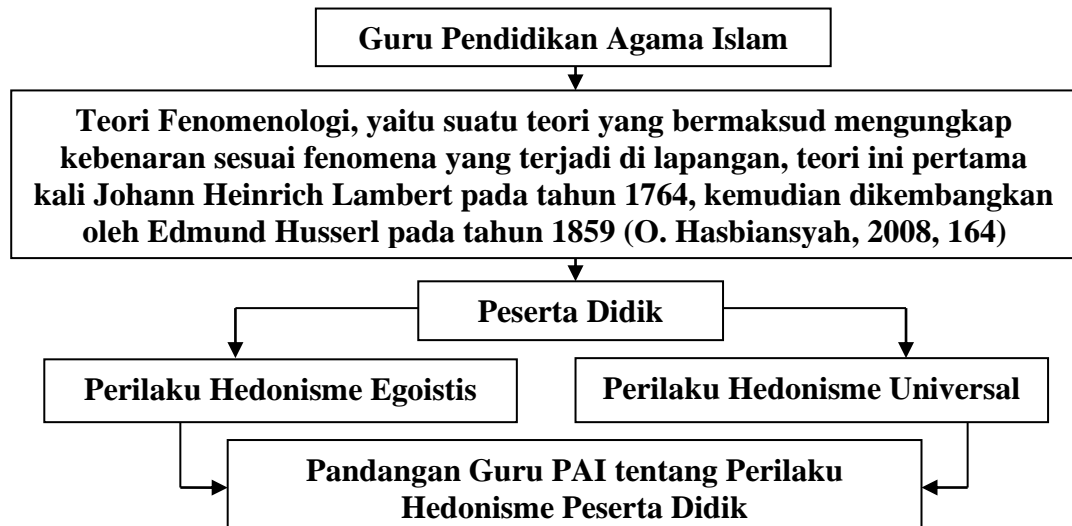 Guru Pendidikan Agama Islam
Teori Fenomenologi, yaitu suatu teori yang bermaksud mengungkap
kebenaran sesuai fenomena yang terjadi di lapangan, teori ini pertama
kali Johann Heinrich Lambert pada tahun 1764, kemudian dikembangkan
oleh Edmund Husserl pada tahun 1859 (O. Hasbiansyah, 2008, 164)
Peserta Didik
Perilaku Hedonisme Egoistis
Perilaku Hedonisme Universal
Pandangan Guru PAI tentang Perilaku
Hedonisme Peserta Didik